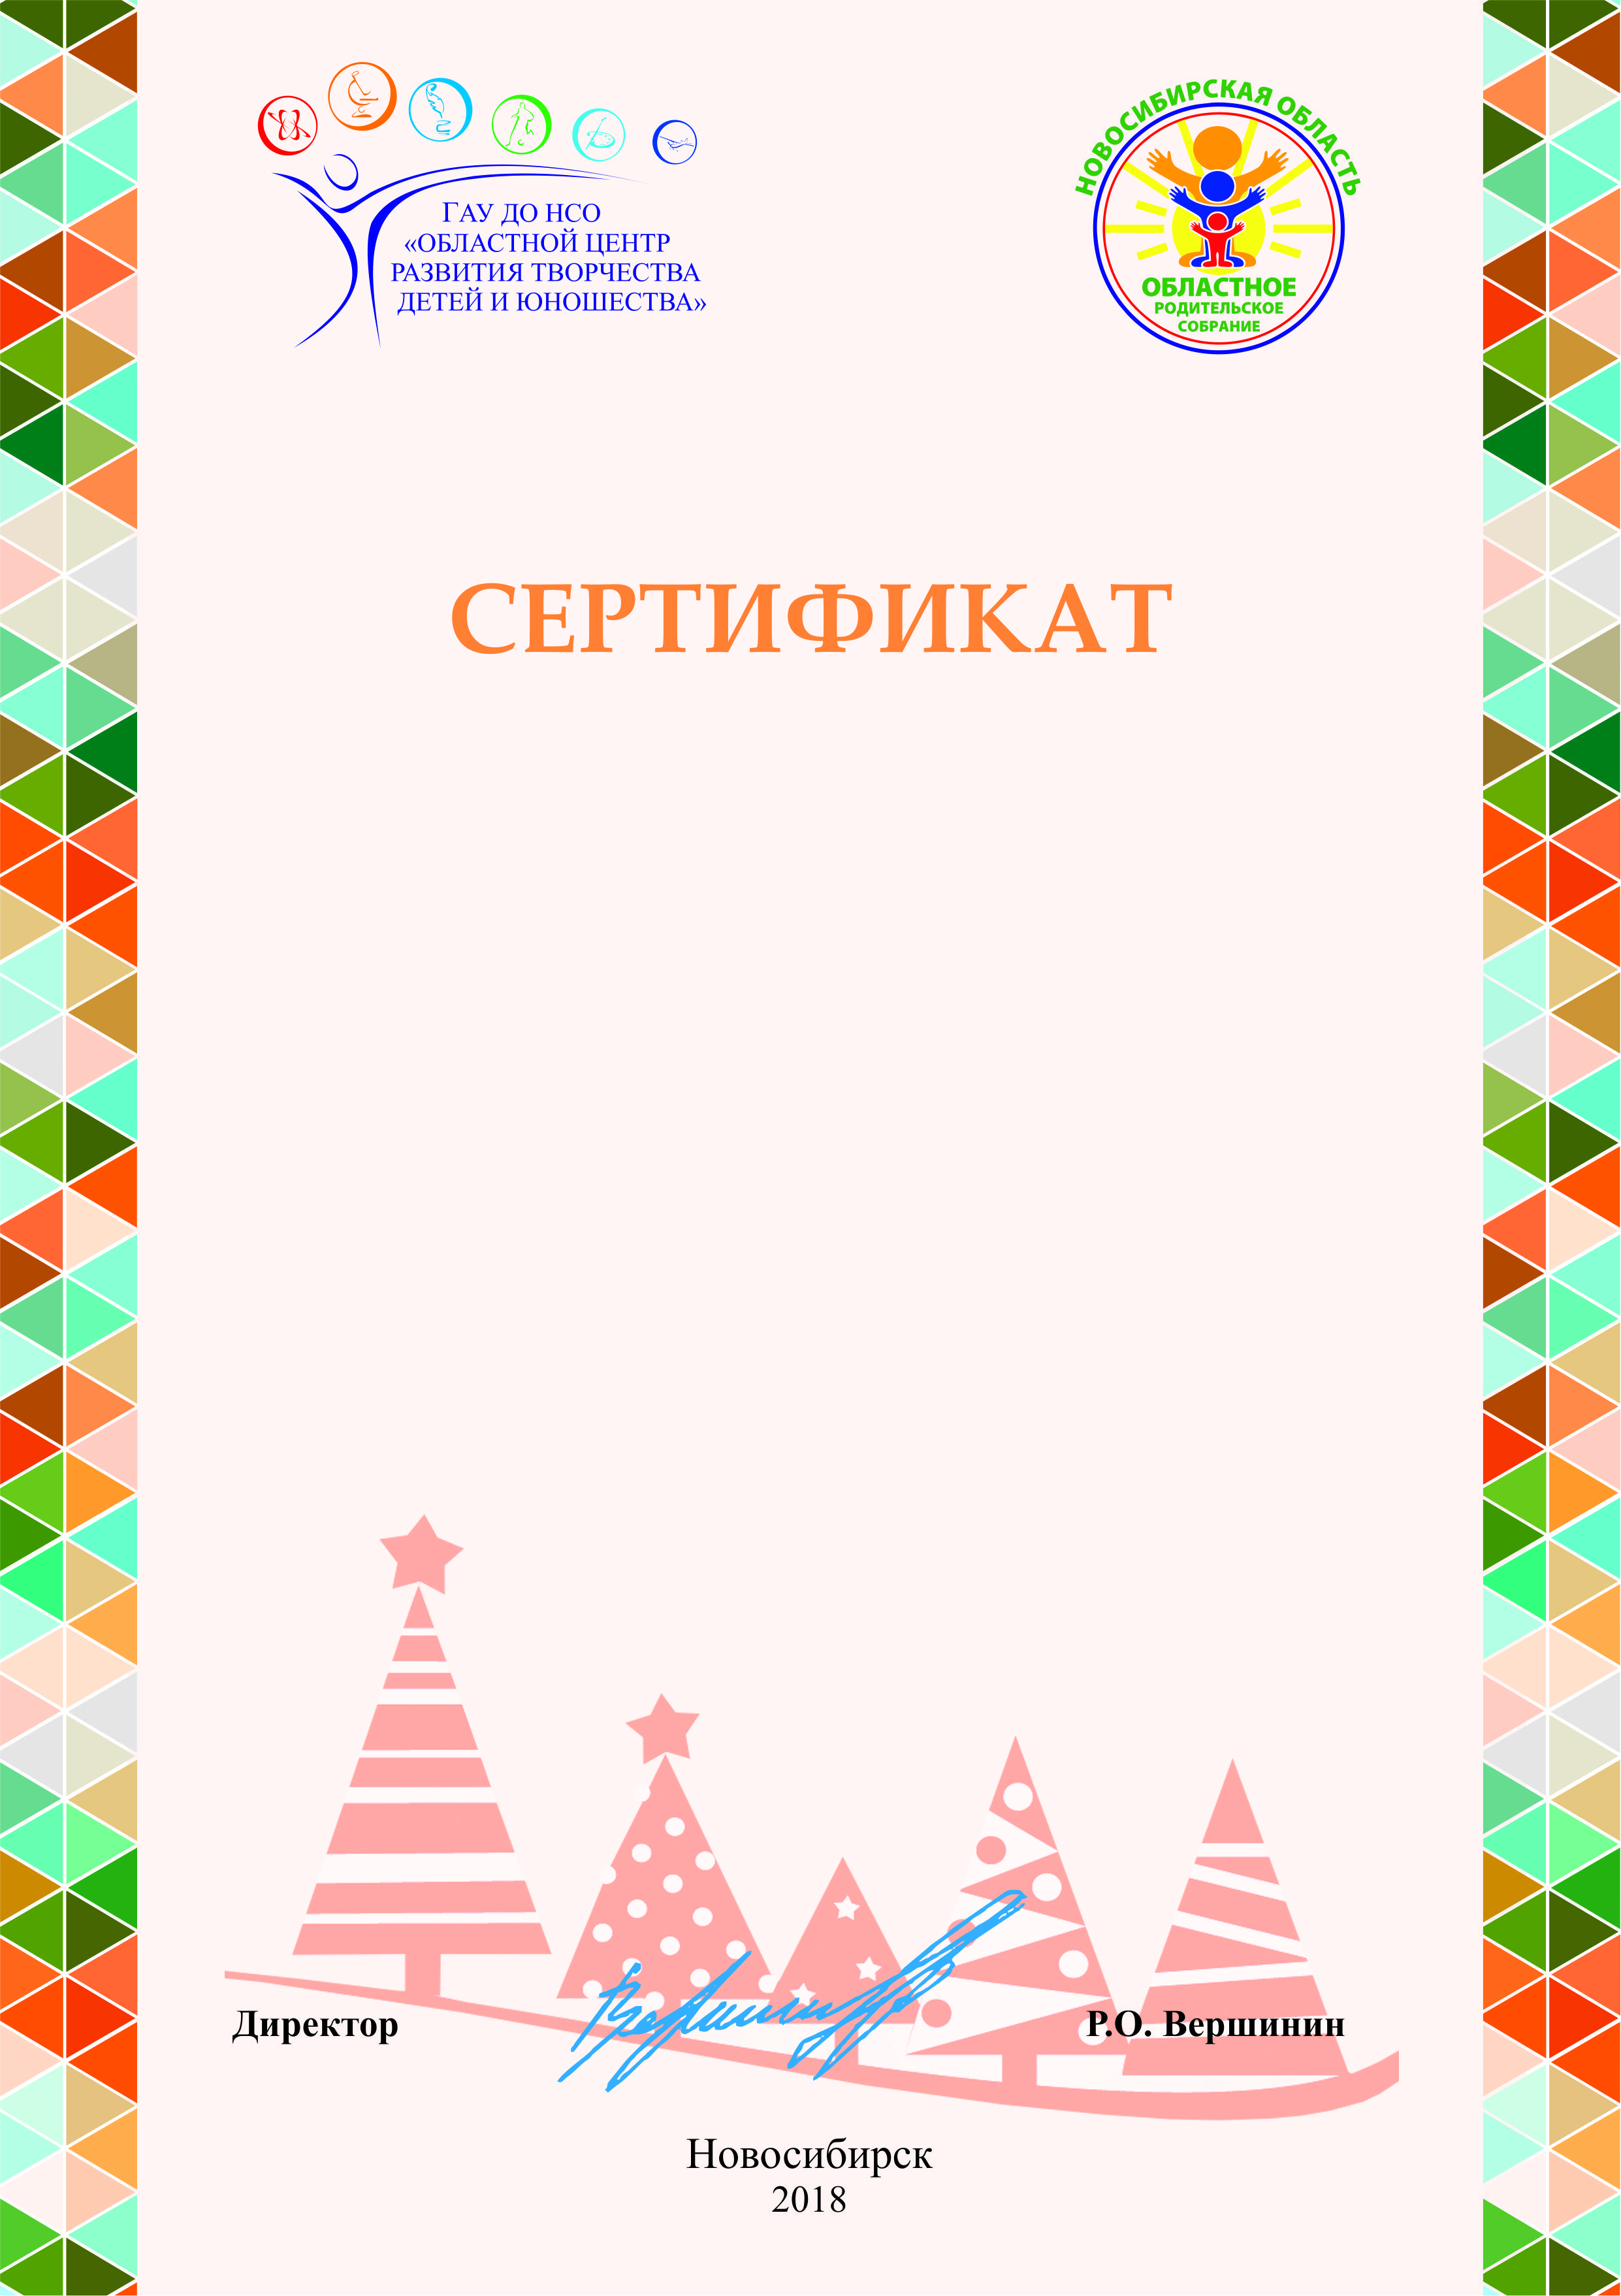 ГАУ ДО НСО
«ОБЛАСТНОЙ ЦЕНТР
РАЗВИТИЯ ТВОРЧЕСТВА
ДЕТЕЙ И ЮНОШЕСТВА»
НОВОСИБИРСКАЯ ОБЛАСТЬ
ОБЛАСТНОЕ
РОДИТЕЛЬСКОЕ
СОБРАНИЕ
СЕРТИФИКАТ
Директор Р.О. Вершинин
Новосибирск
2018